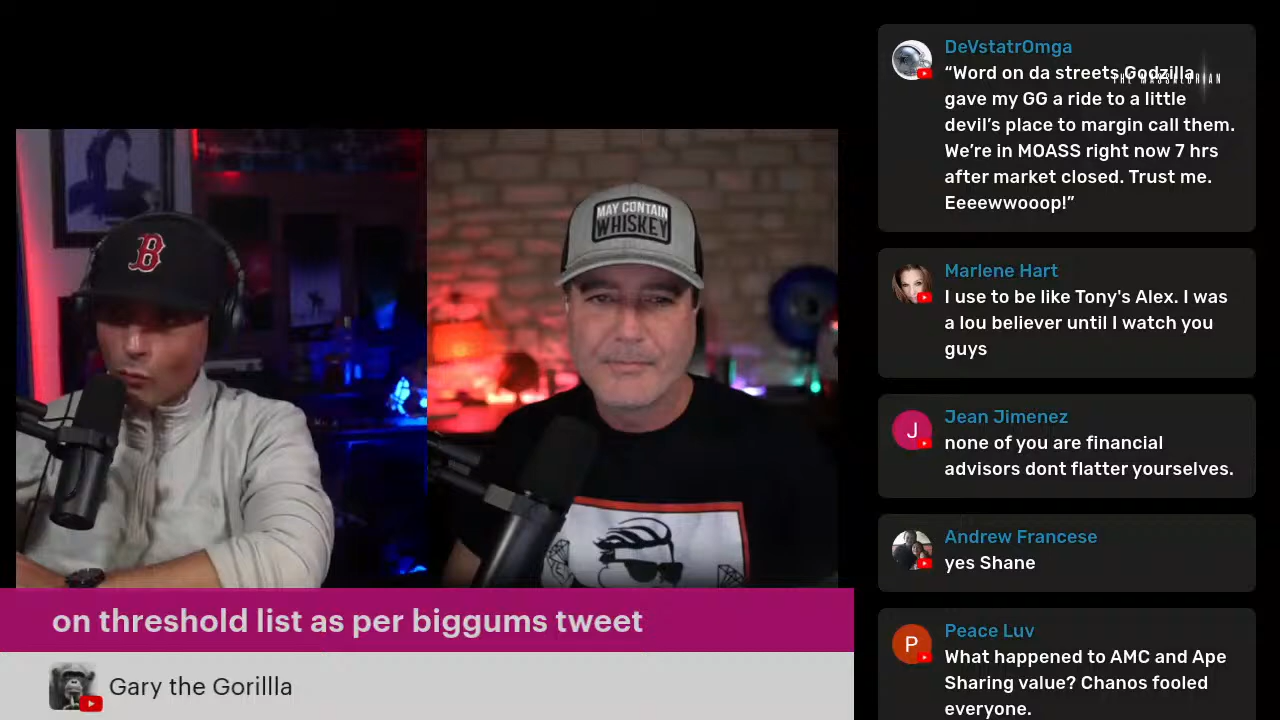 B
MAY CONTAIN
WHISKEY
on threshold list as per biggums tweet
Gary the Gorillla
DeVstatrOmga
“Word on da streets Godzilla
gave my GG a ride to a little
devil’s place to margin call them.
We’re in MOASS right now 7 hrs
after market closed. Trust me.
Eeeewwooop!”
Marlene Hart
I use to be like Tony's Alex. I was
a lou believer until I watch you
guys
J
Jean Jimenez
none of you are financial
advisors dont flatter yourselves.
Andrew Francese
yes Shane
P
Peace Luv
What happened to AMC and Ape
Sharing value? Chanos fooled
everyone.